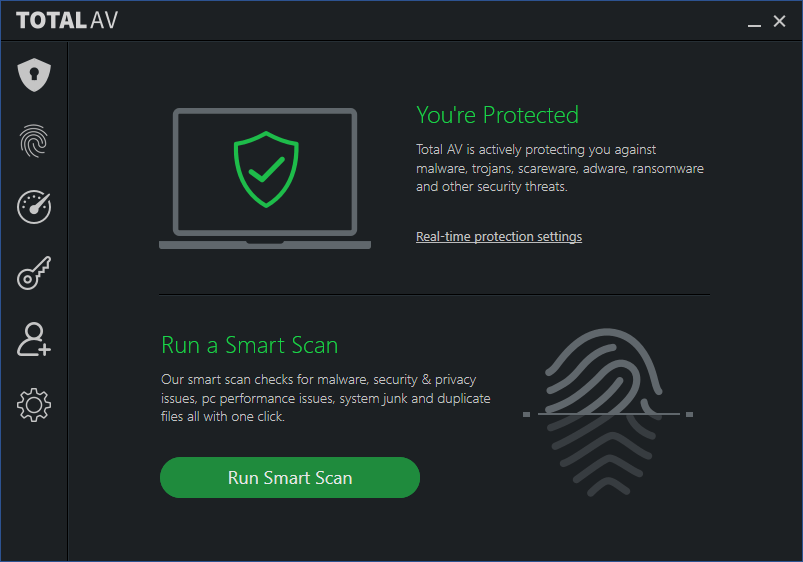 TOTAL AV
You're Protected
Total AV is actively protecting you against
malware, trojans, scareware, adware, ransomware
and other security threats.
Real-time protection settings
Run a Smart Scan
Our smart scan checks for malware, security & privacy
issues, pc performance issues, system junk and duplicate
files all with one click.
Run Smart Scan